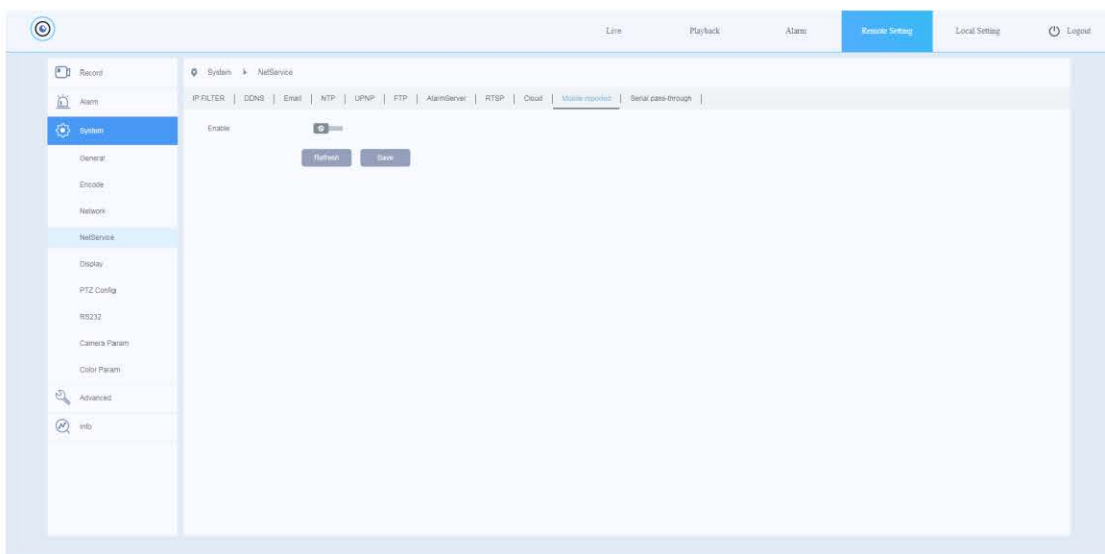 Live Playback Alarm Remote Setting Local Setting Logout
Record
System NetService
Alarm
IP FILTER | DDNS | Email | NTP | UPNP | FTP | AlarmServer | RTSP | Cloud | Mobile reported | Serial pass-through |
System
Enable
General
Refresh Save
Encode
Network
NetService
Display
PTZ Config
RS232
Camera Param
Color Param
Advanced
Info